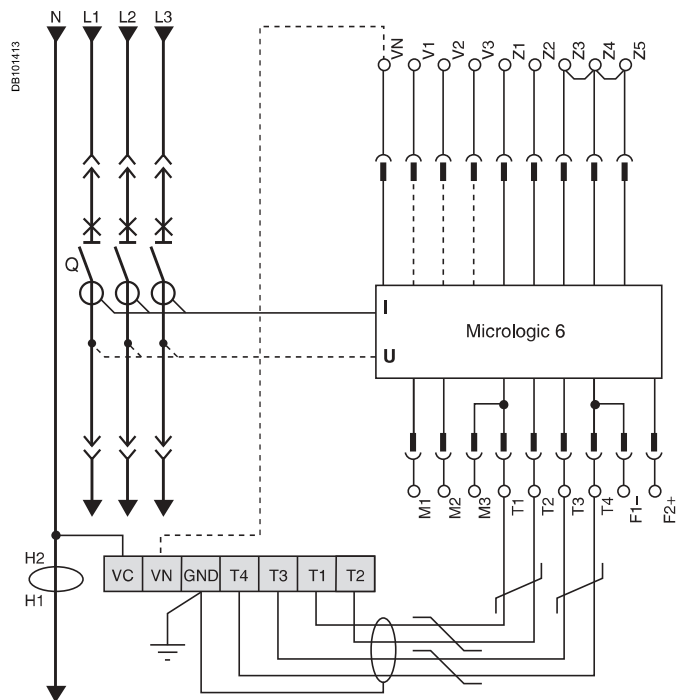 DB101413
N L1 L2 L3
VN V1 V2 V3 Z1 Z2 Z3 Z4 Z5
Q
I
Micrologic 6
U
M1 M2 M3 T1 T2 T3 T4 F1– F2+
H2
H1
VC VN GND T4 T3 T1 T2